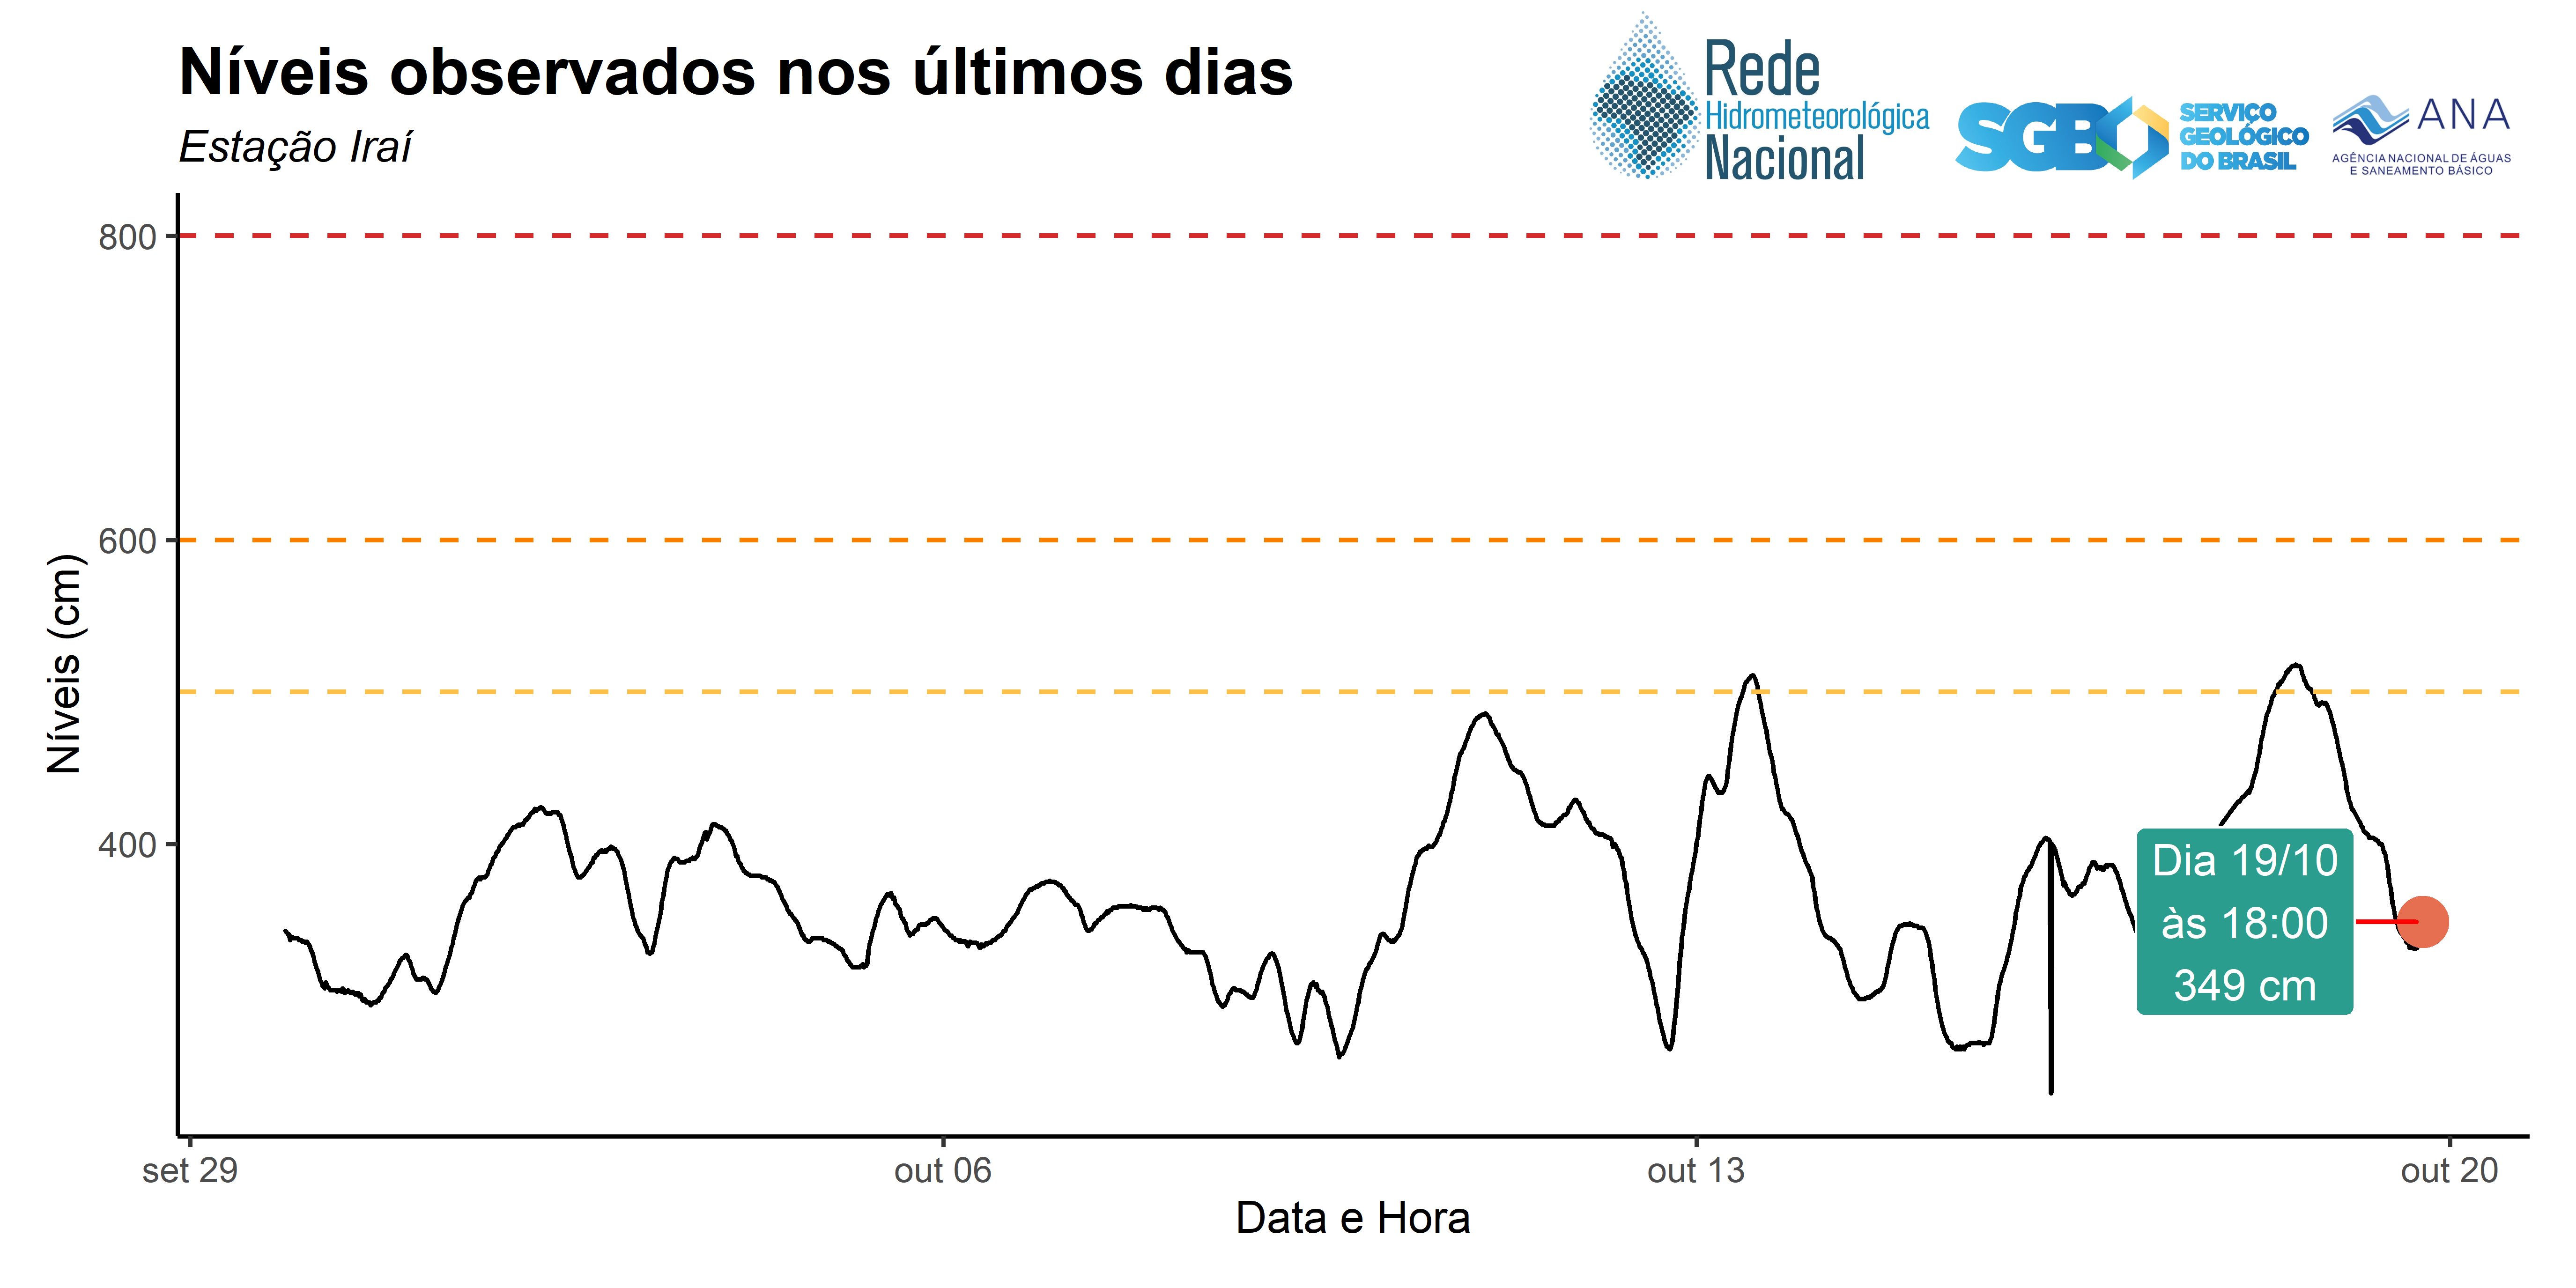 Níveis observados nos últimos dias
Estação Iraí
Rede
Hidrometeorológica
Nacional
SGB
SERVIÇO
GEOLÓGICO
DO BRASIL
ANA
AGÊNCIA NACIONAL DE ÁGUAS
E SANEAMENTO BÁSICO
800
600
400
Níveis (cm)
Dia 19/10
às 18:00
349 cm
set 29
out 06
out 13
out 20
Data e Hora